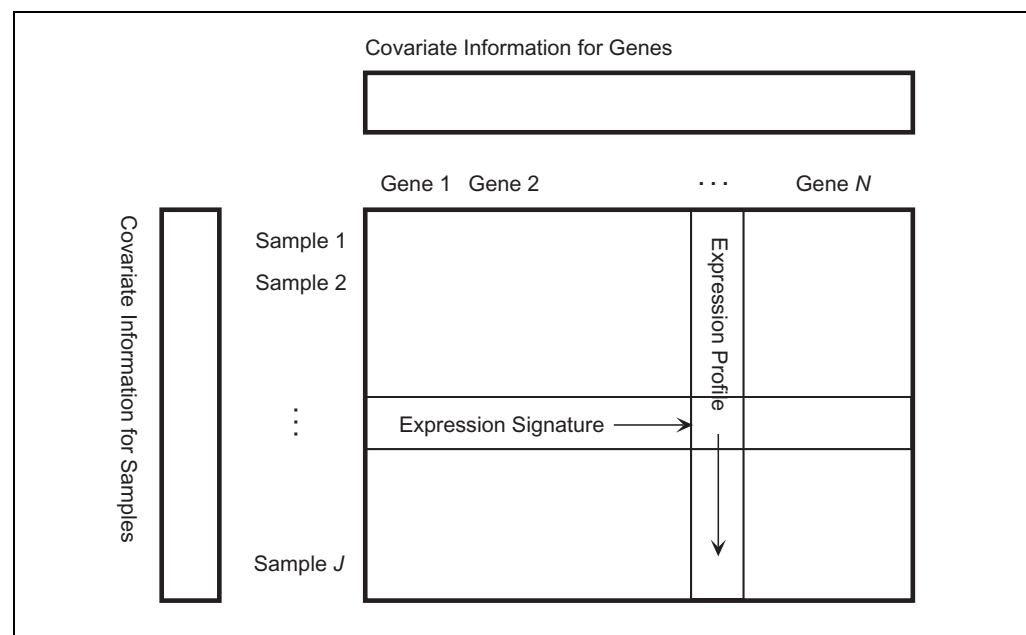 Covariate Information for Genes
Gene 1 Gene 2 ... Gene N
Covariate Information for Samples
Sample 1
Sample 2
...
Sample J
Expression Profile
Expression Signature